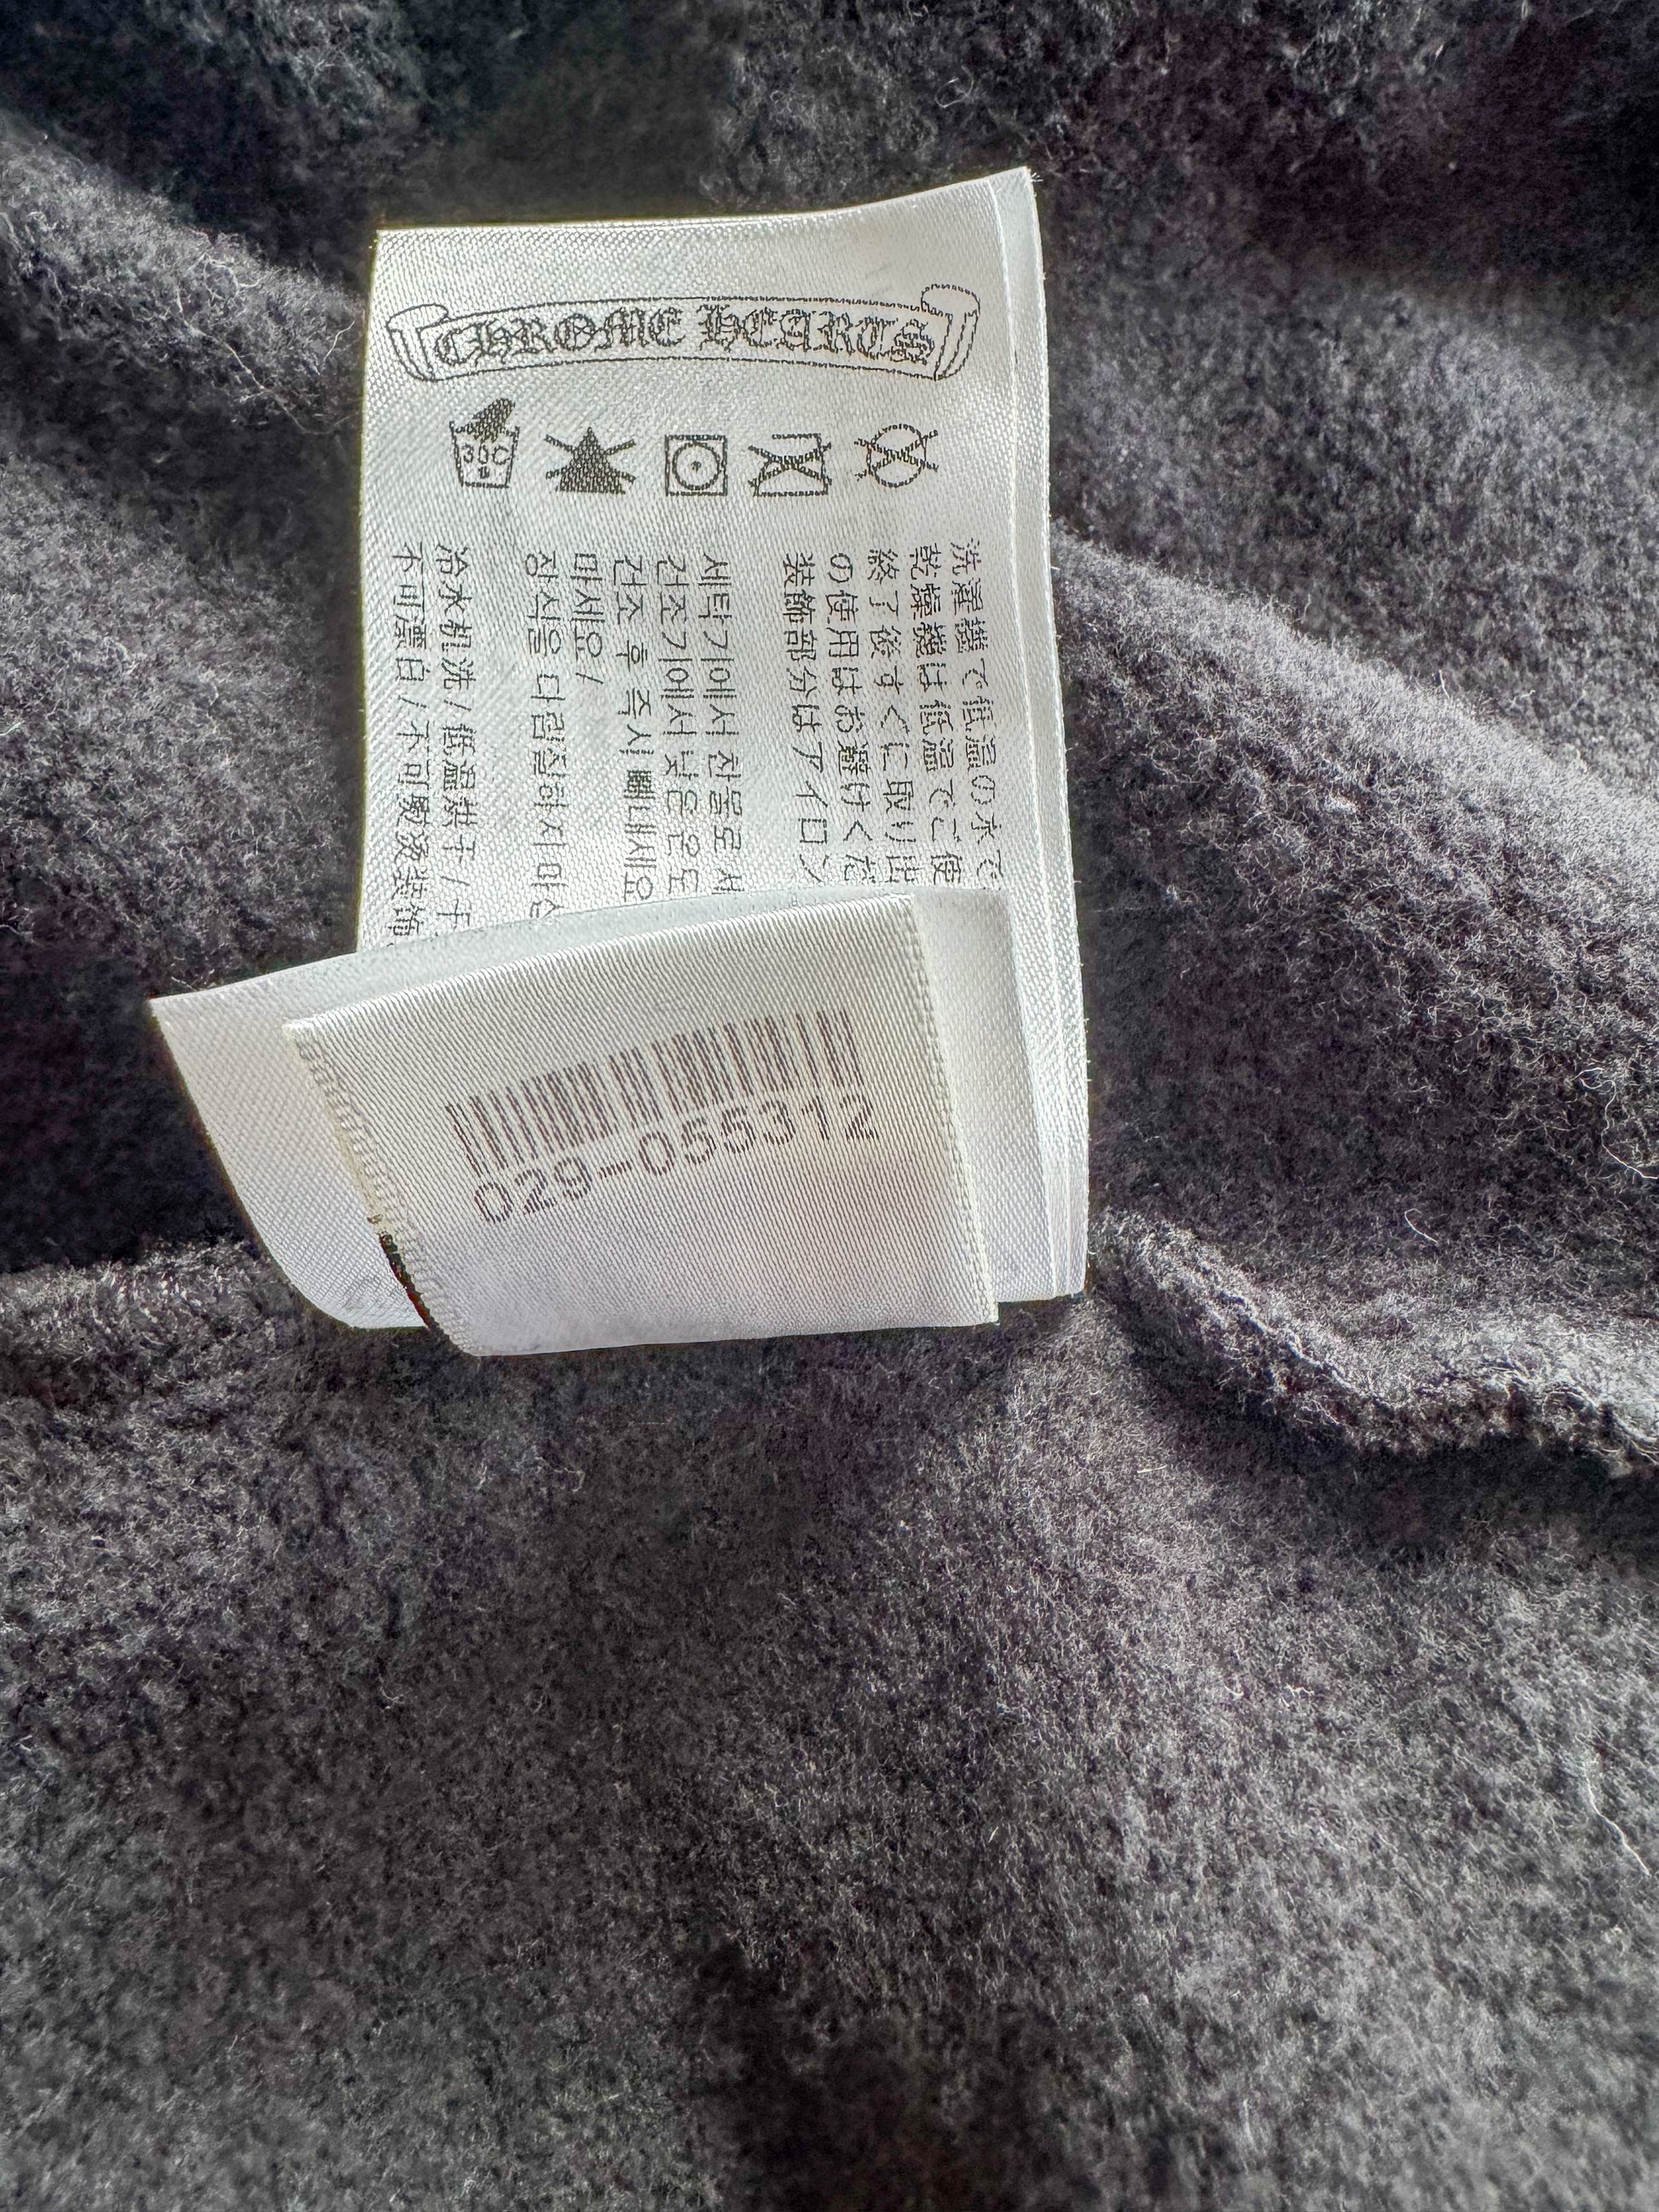 CHROME HEARTS
30C
洗濯機で低温の水で
乾燥機は低温でご使
終了後すぐに取り出
の使用はお避けくだ
装飾部分はアイロン
세탁기에서 찬물로
건조기에서 낮은 온도
건조 후 즉시 빼내세요
마세요 /
장식을 다림질하지
冷水机洗 / 低温烘干 / 干
不可漂白 / 不可熨烫装饰
029-055312